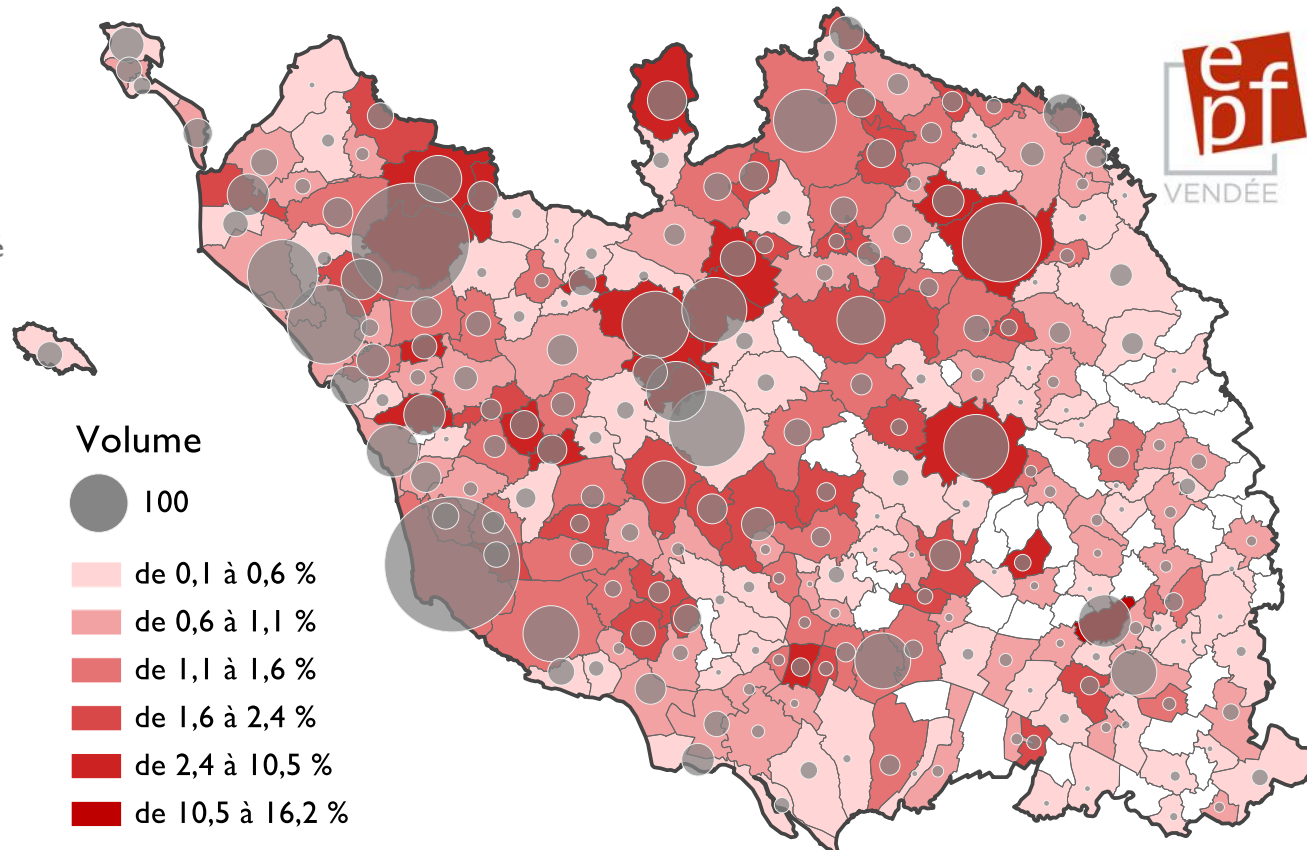 epf
VENDÉE
e
Volume
100
de 0,1 à 0,6 %
de 0,6 à 1,1 %
de 1,1 à 1,6 %
de 1,6 à 2,4 %
de 2,4 à 10,5 %
de 10,5 à 16,2 %